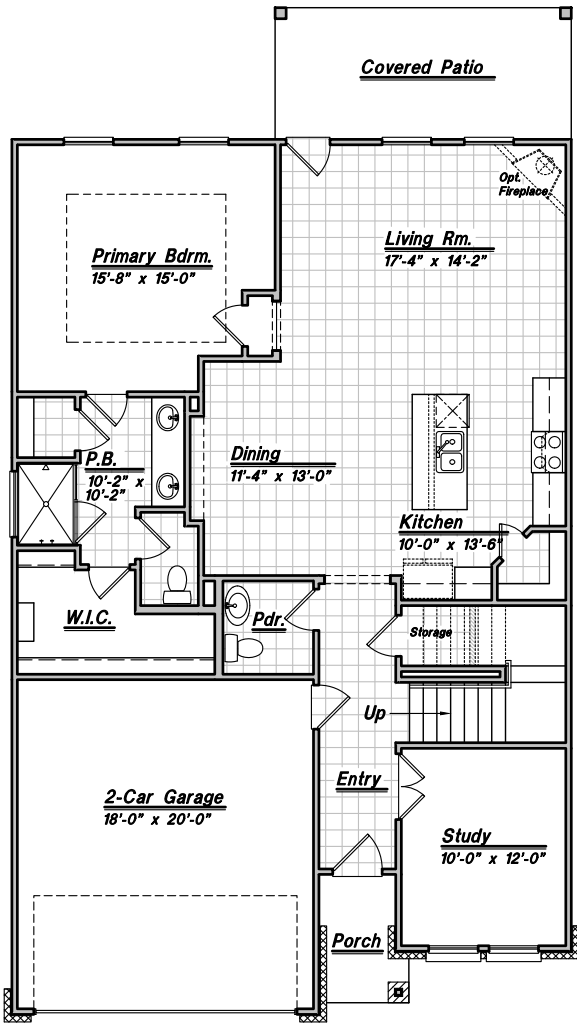 Covered Patio
Opt.
Fireplace
Living Rm.
17'-4" x 14'-2"
Primary Bdrm.
15'-8" x 15'-0"
P.B.
10'-2" x
10'-2"
Dining
11'-4" x 13'-0"
Kitchen
10'-0" x 13'-6"
W.I.C.
Pdr.
Storage
Up
Entry
2-Car Garage
18'-0" x 20'-0"
Study
10'-0" x 12'-0"
Porch